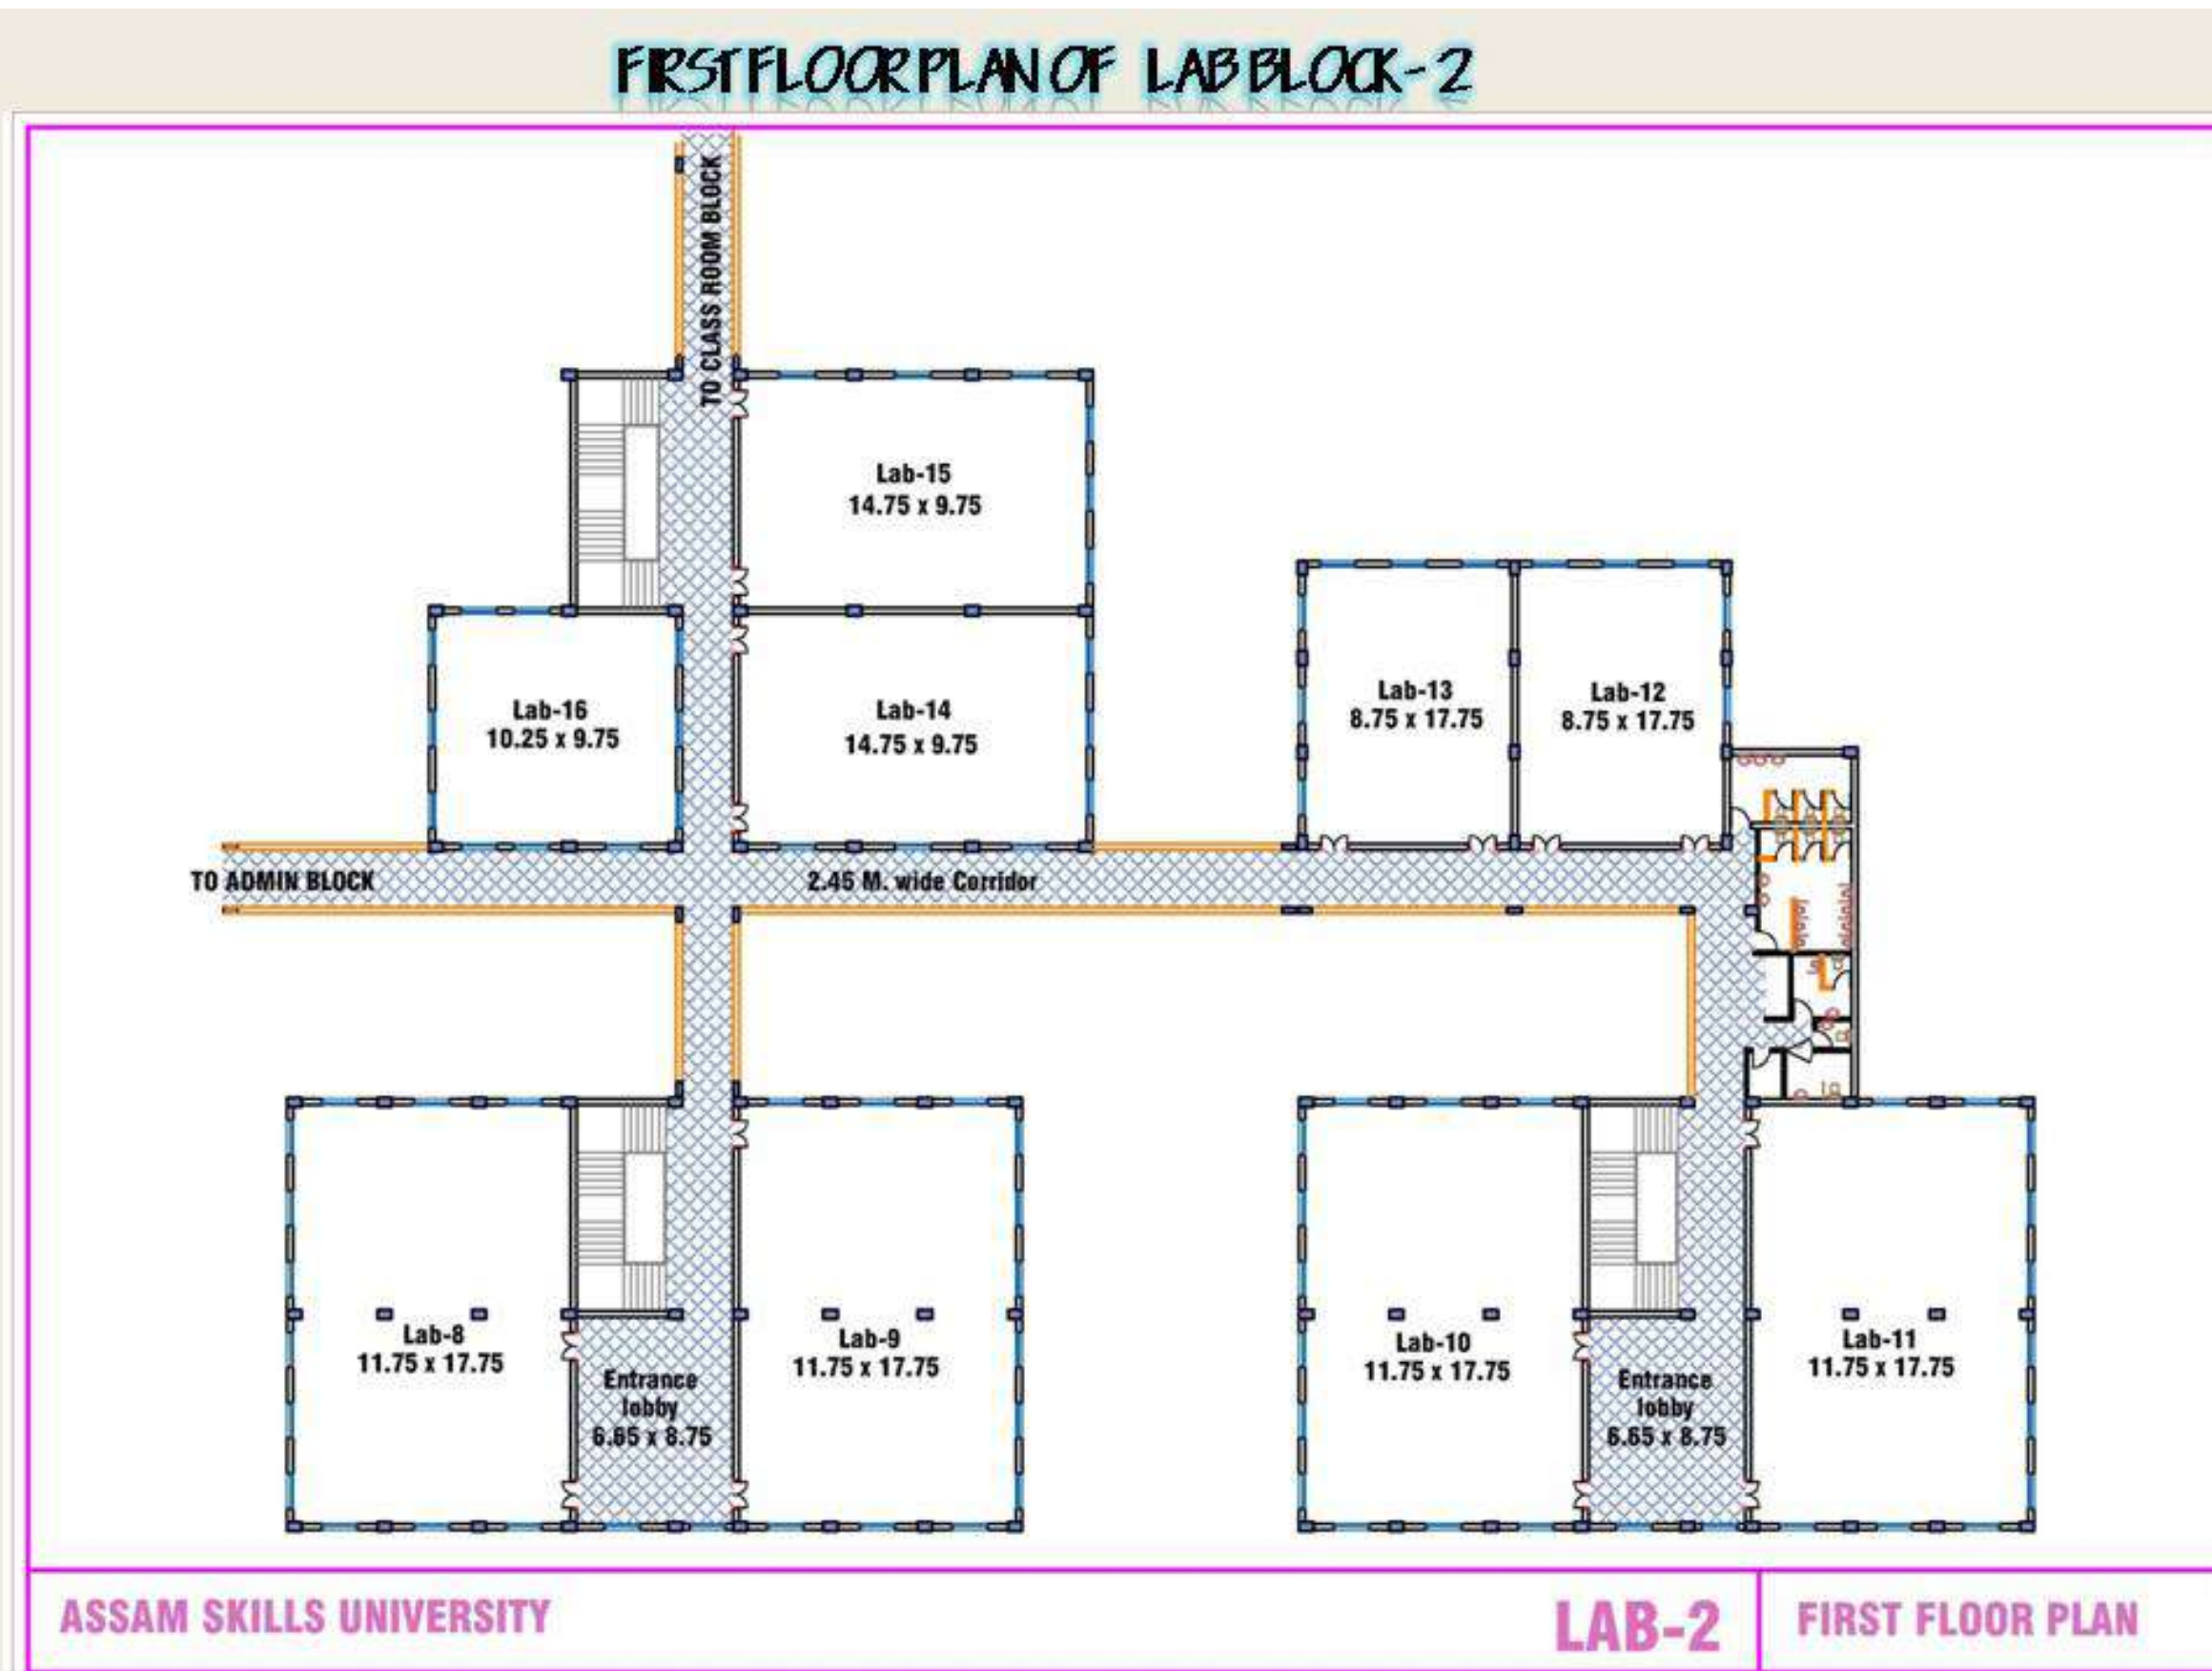 FIRST FLOOR PLAN OF LAB BLOCK - 2
TO CLASS ROOM BLOCK
Lab-15
14.75 x 9.75
Lab-16
10.25 x 9.75
Lab-14
14.75 x 9.75
Lab-13
8.75 x 17.75
Lab-12
8.75 x 17.75
TO ADMIN BLOCK
2.45 M. wide Corridor
Lab-8
11.75 x 17.75
Entrance
lobby
6.65 x 8.75
Lab-9
11.75 x 17.75
Lab-10
11.75 x 17.75
Entrance
lobby
6.65 x 8.75
Lab-11
11.75 x 17.75
ASSAM SKILLS UNIVERSITY
LAB-2
FIRST FLOOR PLAN